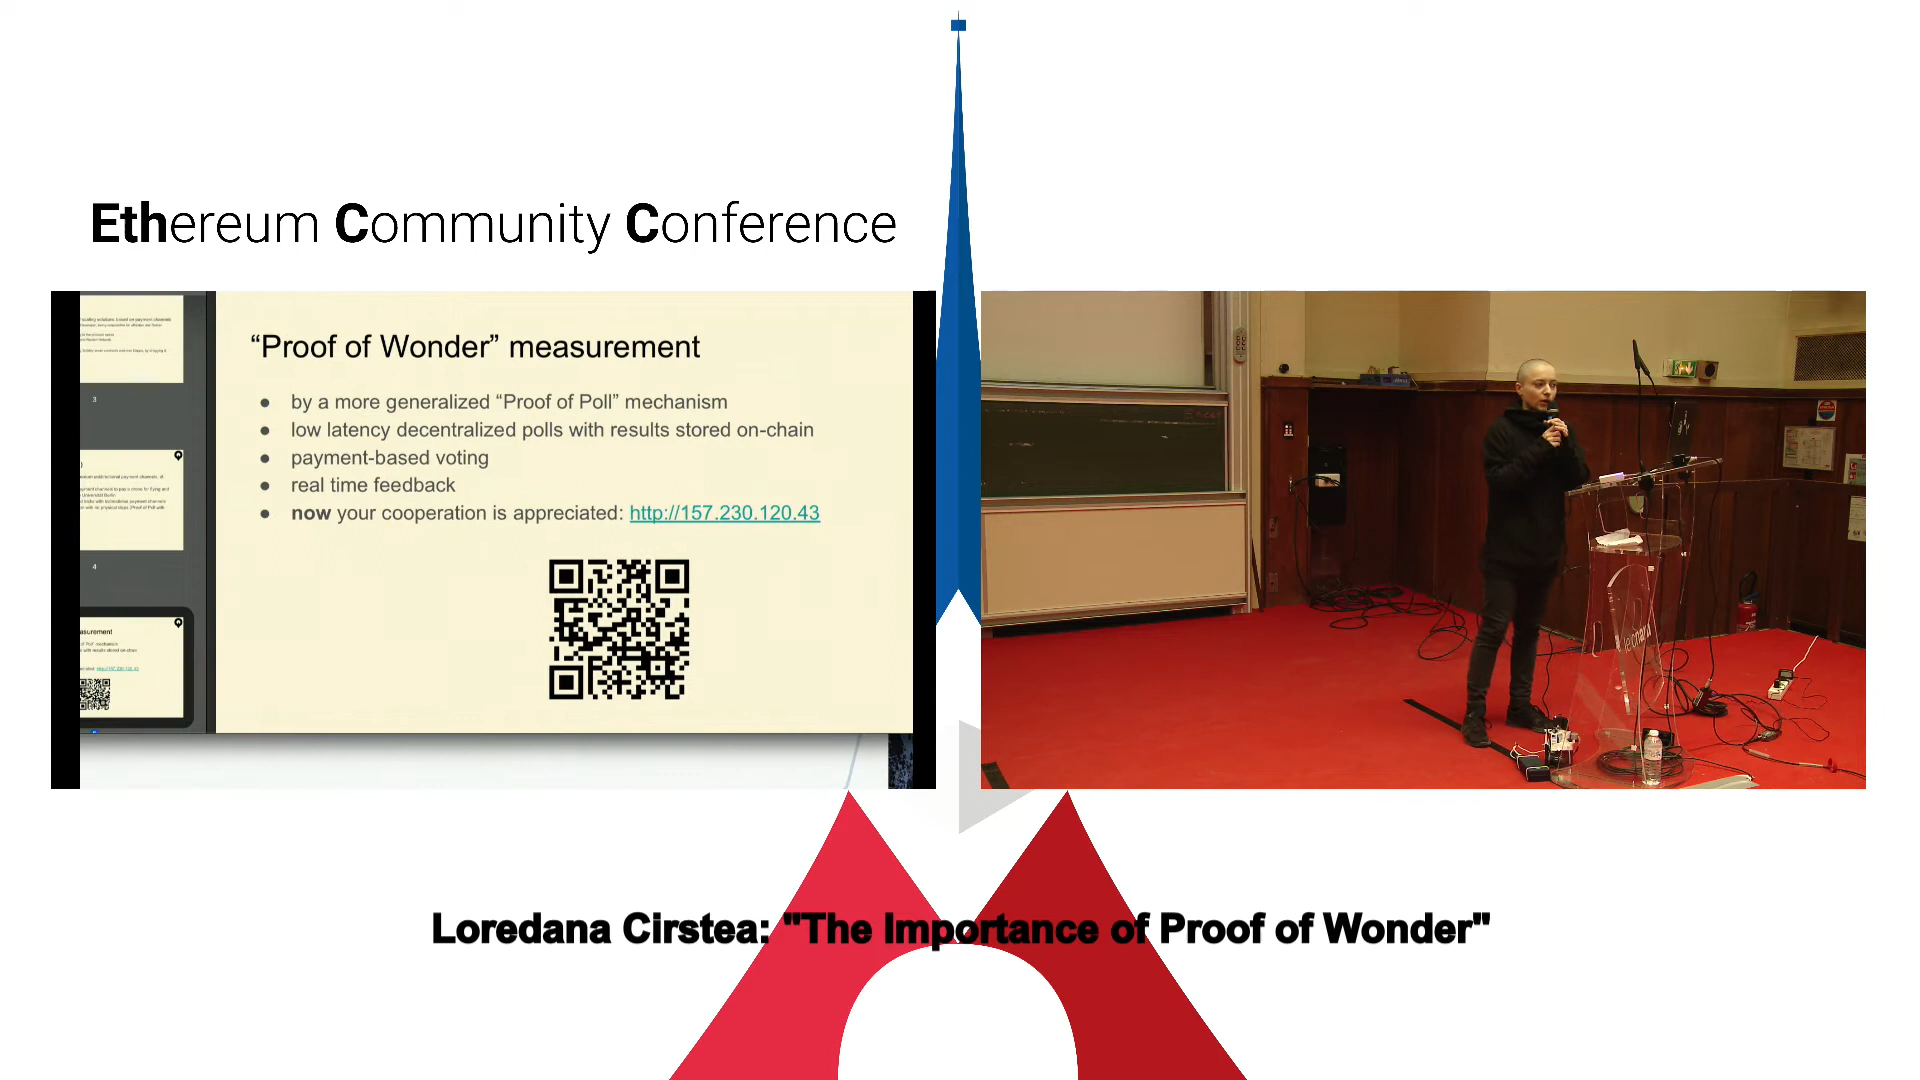 Ethereum Community Conference
“Proof of Wonder” measurement
● by a more generalized “Proof of Poll” mechanism
● low latency decentralized polls with results stored on-chain
● payment-based voting
● real time feedback
● now your cooperation is appreciated: http://157.230.120.43
3
4
Loredana Cirstea: "The Importance of Proof of Wonder"